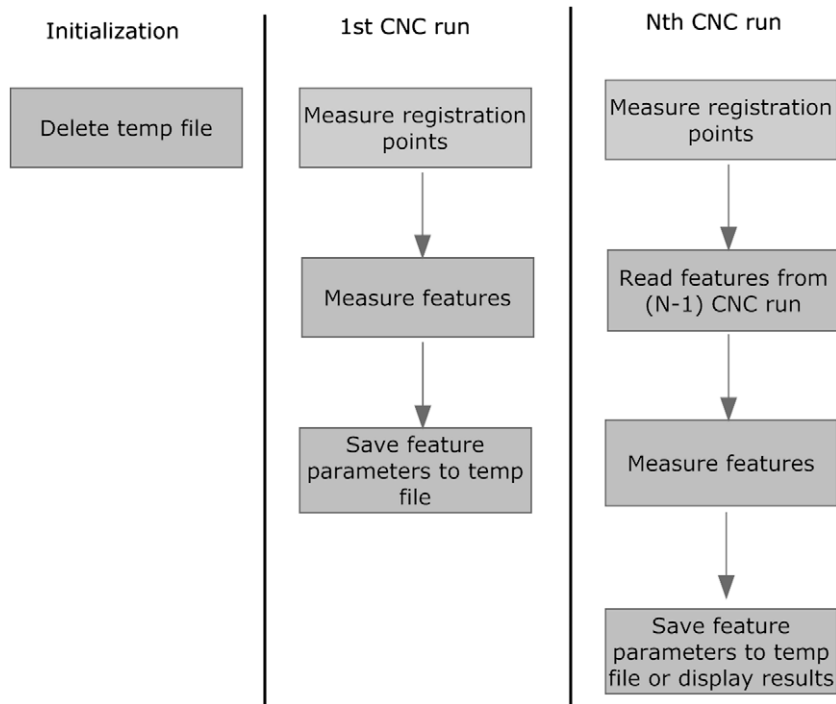 Initialization
Delete temp file
1st CNC run
Measure registration
points
Measure features
Save feature
parameters to temp
file
Nth CNC run
Measure registration
points
Read features from
(N-1) CNC run
Measure features
Save feature
parameters to temp
file or display results